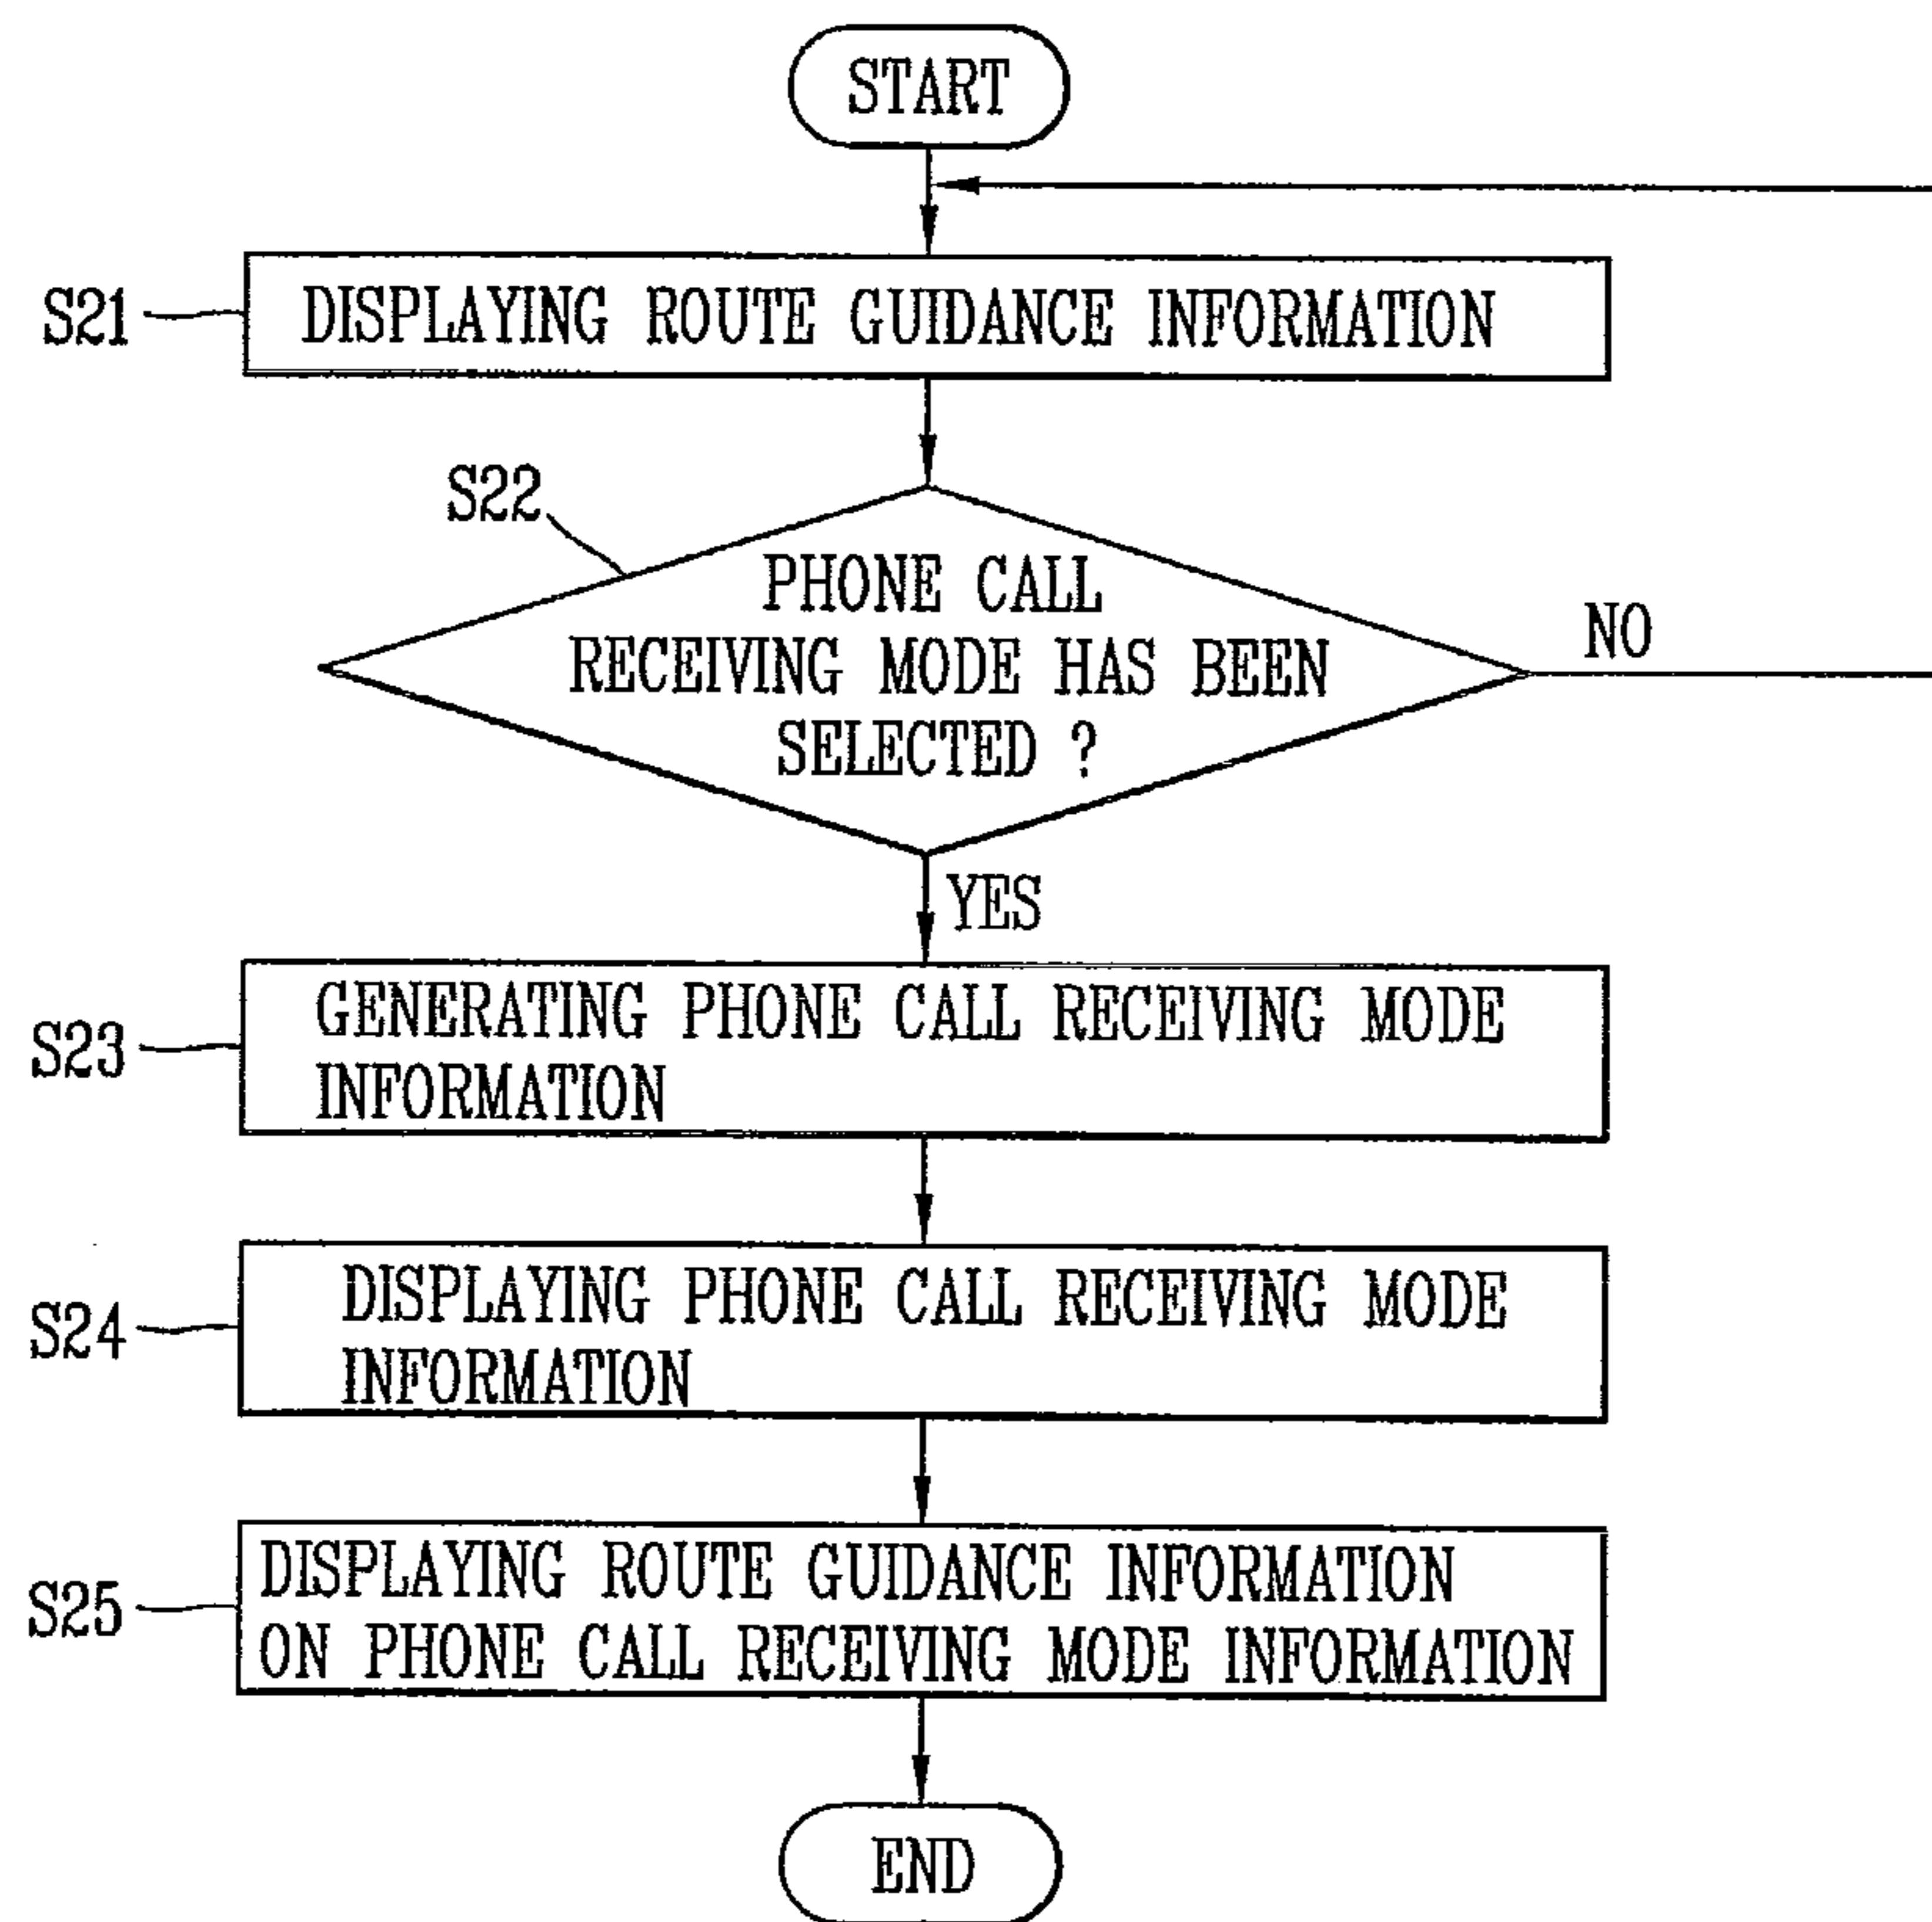 START
S21
DISPLAYING ROUTE GUIDANCE INFORMATION
S22
PHONE CALL
RECEIVING MODE HAS BEEN
SELECTED ?
NO
YES
S23
GENERATING PHONE CALL RECEIVING MODE
INFORMATION
S24
DISPLAYING PHONE CALL RECEIVING MODE
INFORMATION
S25
DISPLAYING ROUTE GUIDANCE INFORMATION
ON PHONE CALL RECEIVING MODE INFORMATION
END